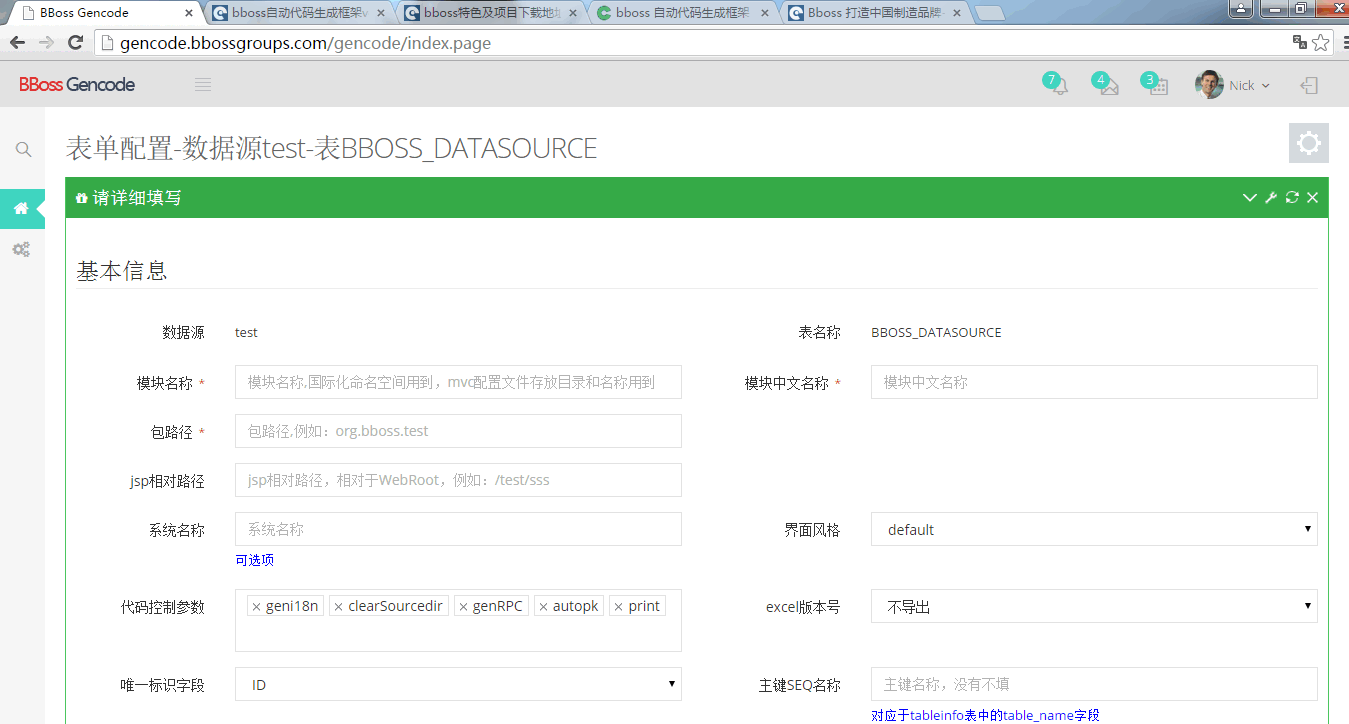 BBoss Gencode
bboss自动代码生成框架v
bboss特色及项目下载地址
bboss 自动代码生成框架
Bboss 打造中国制造品牌-
gencode.bbossgroups.com/gencode/index.page
BBoss Gencode
7
4
3
Nick
表单配置-数据源test-表BBOSS_DATASOURCE
请详细填写
基本信息
数据源 test 表名称 BBOSS_DATASOURCE
模块名称 * 模块名称,国际化命名空间用到，mvc配置文件存放目录和名称用到 模块中文名称 * 模块中文名称
包路径 * 包路径,例如：org.bboss.test
jsp相对路径 jsp相对路径，相对于WebRoot，例如：/test/sss
系统名称 系统名称 界面风格 default
可选项
代码控制参数 × geni18n × clearSourcedir × genRPC × autopk × print excel版本号 不导出
唯一标识字段 ID 主键SEQ名称 主键名称，没有不填
对应于tableinfo表中的table_name字段